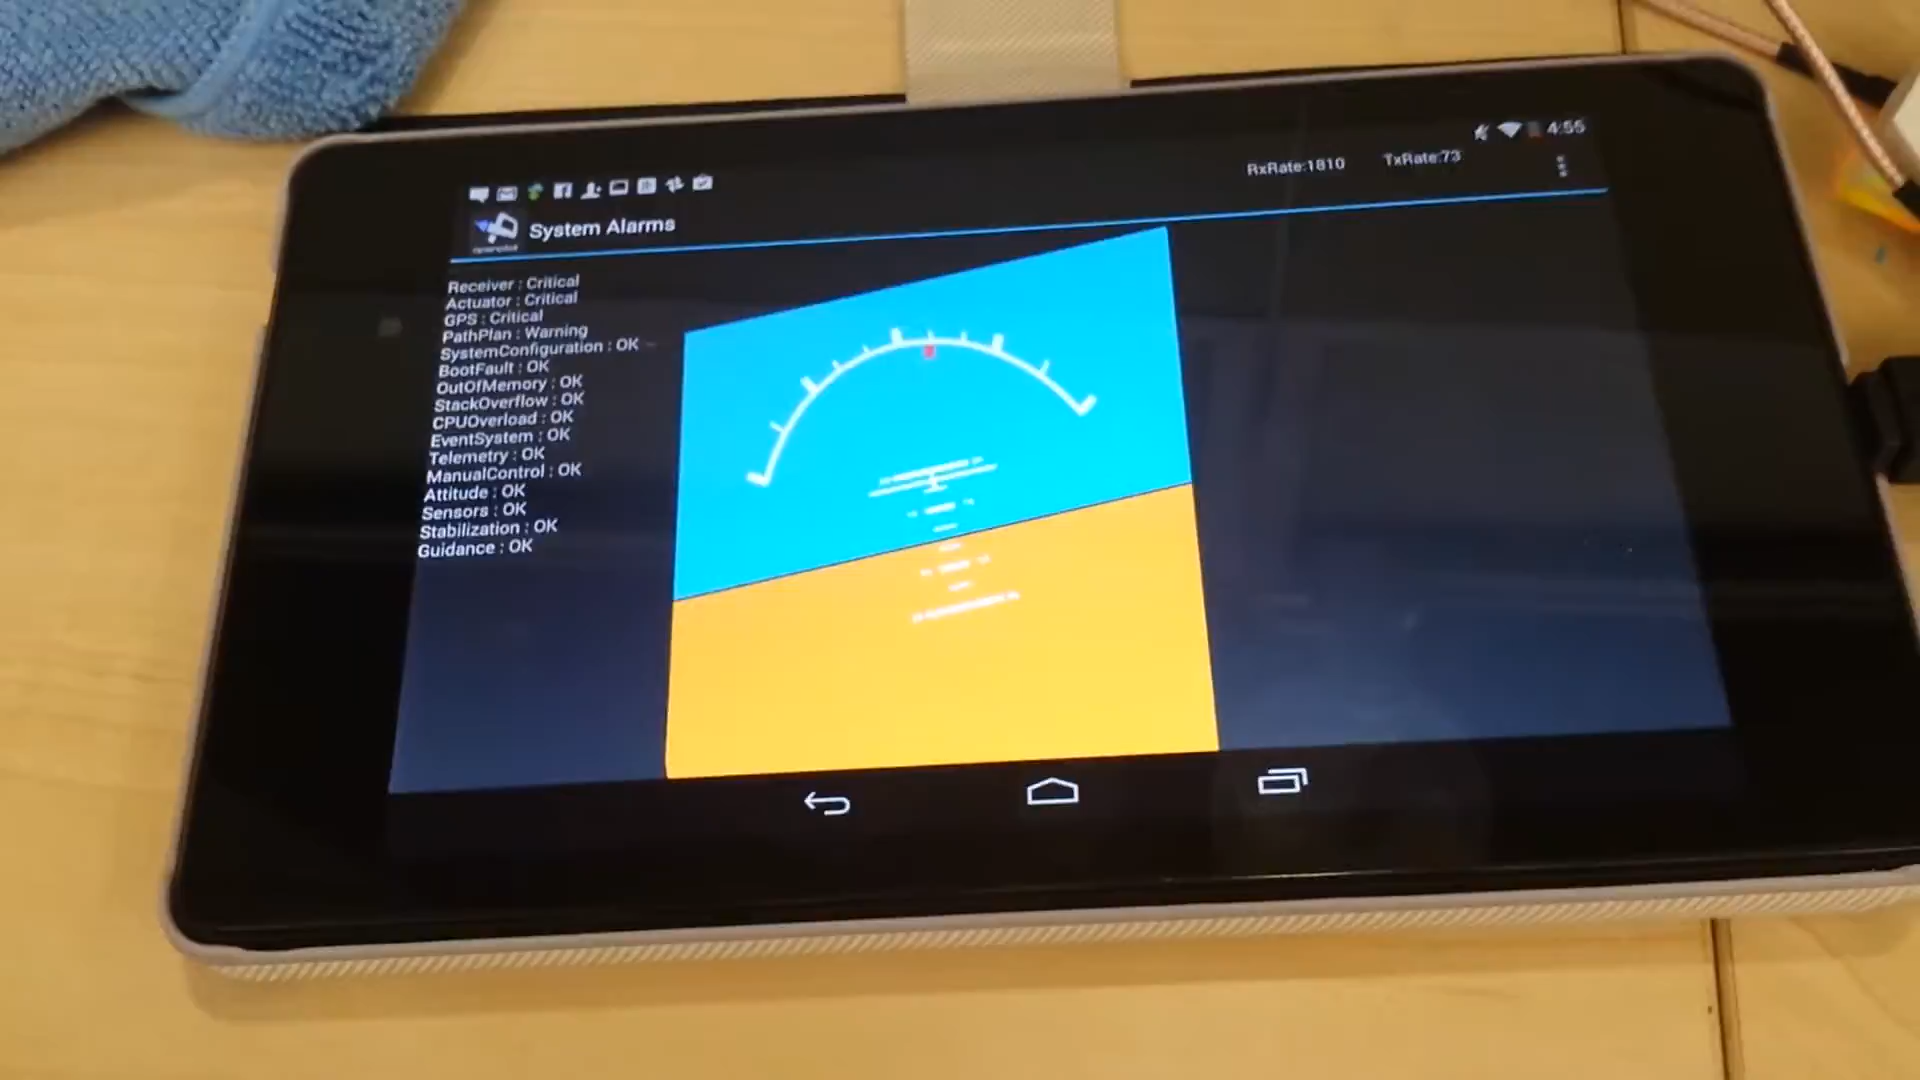 4:55
RxRate:1810 TxRate:73
System Alarms
Receiver : Critical
Actuator : Critical
GPS : Critical
PathPlan : Warning
SystemConfiguration : OK
BootFault : OK
OutOfMemory : OK
StackOverflow : OK
CPUOverload : OK
EventSystem : OK
Telemetry : OK
ManualControl : OK
Attitude : OK
Sensors : OK
Stabilization : OK
Guidance : OK